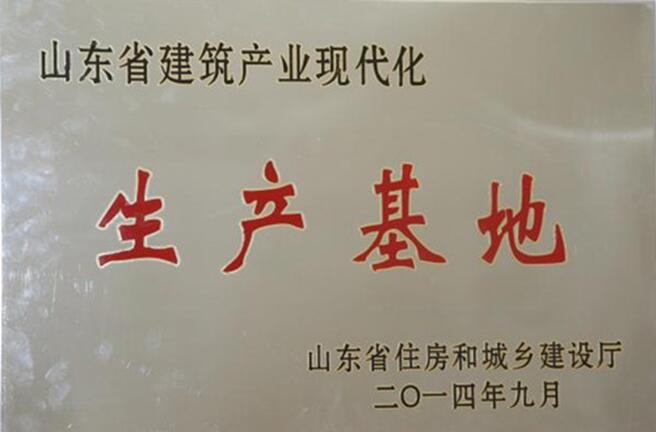 山东省建筑产业现代化
生产基地
山东省住房和城乡建设厅
二〇一四年九月